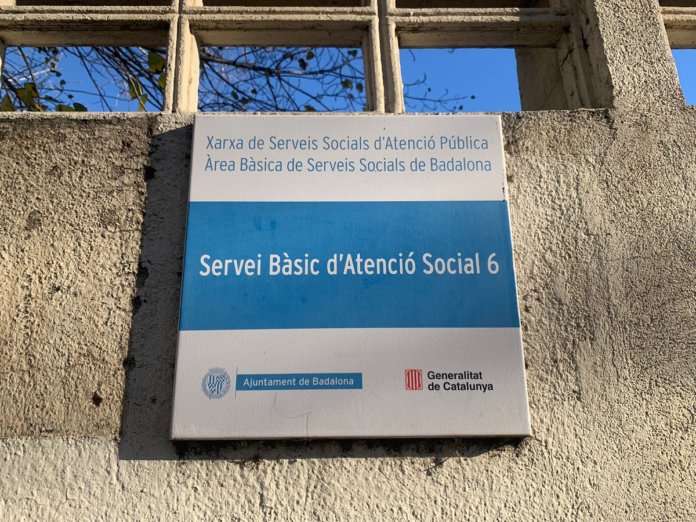 Xarxa de Serveis Socials d'Atenció Pública
Àrea Bàsica de Serveis Socials de Badalona
Servei Bàsic d'Atenció Social 6
Ajuntament de Badalona
Generalitat
de Catalunya